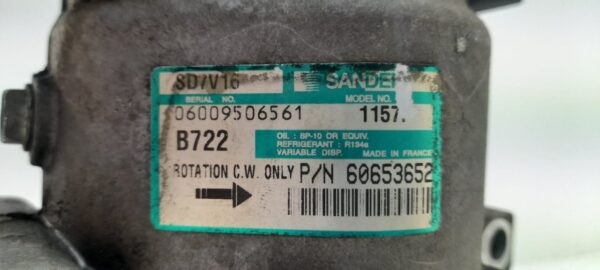 SD7V16 SANDEN
SERIAL NO. MODEL NO.
06009506561 1157.
B722
OIL : SP-10 OR EQUIV.
REFRIGERANT : R134a
VARIABLE DISP. MADE IN FRANCE
ROTATION C.W. ONLY P/N 60653652